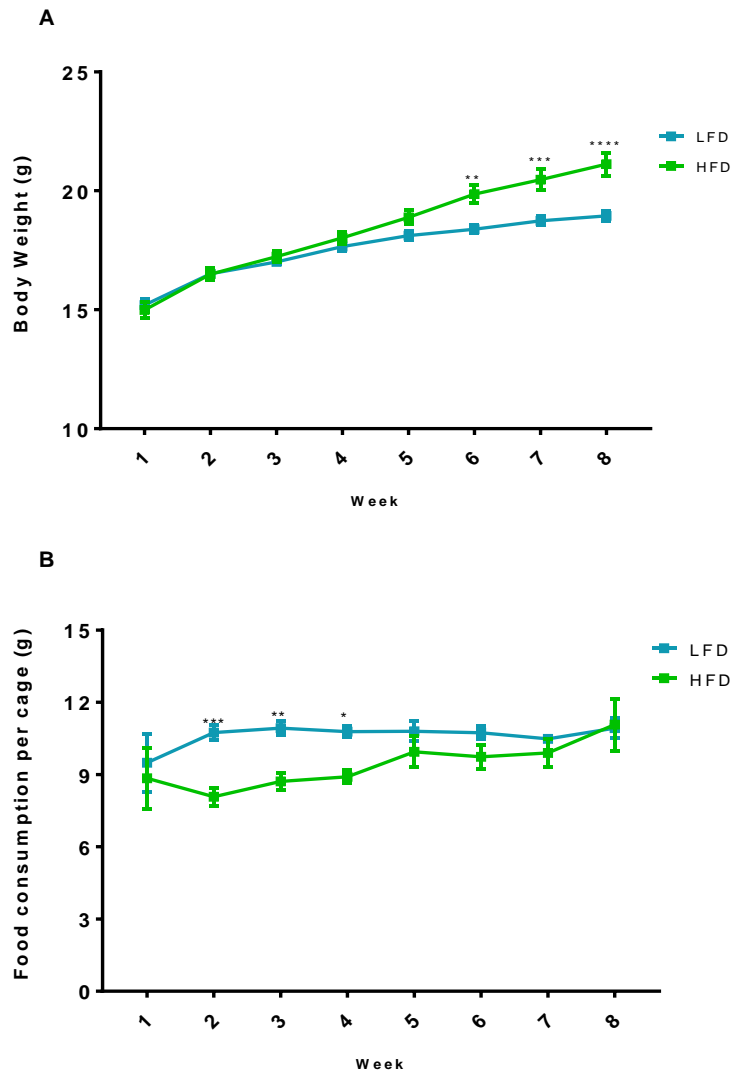 A
25
20
15
10
Body Weight (g)
**
***
****
LFD
HFD
1 2 3 4 5 6 7 8
Week
B
15
12
9
6
3
0
Food consumption per cage (g)
***
**
*
LFD
HFD
1 2 3 4 5 6 7 8
Week